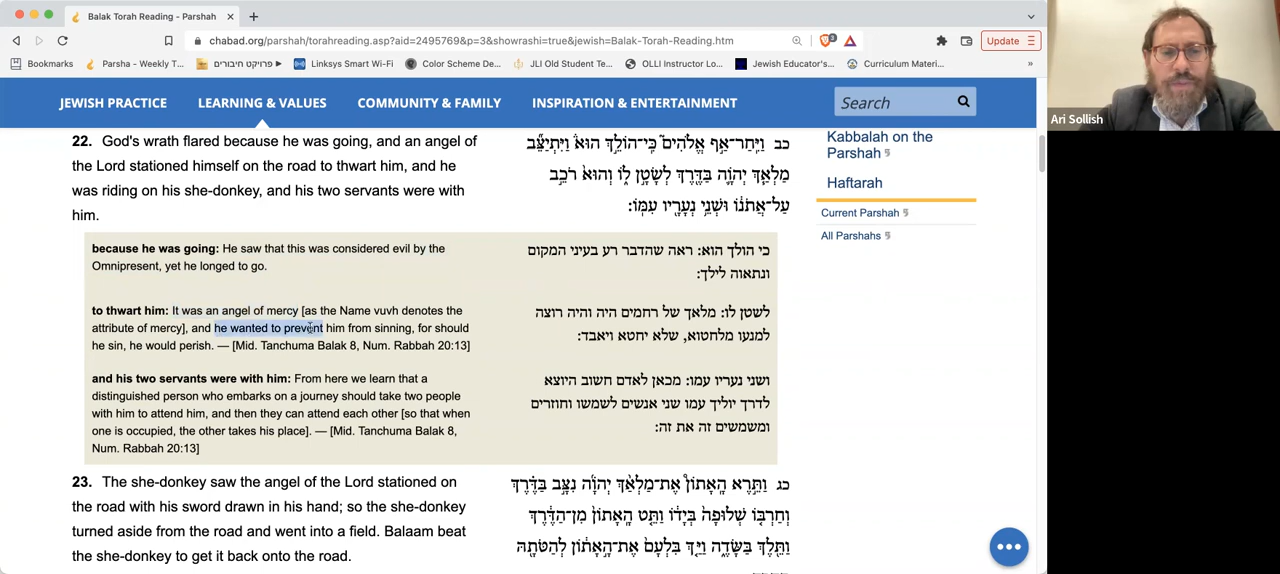 Balak Torah Reading - Parshah
chabad.org/parshah/torahreading.asp?aid=2495769&p=3&showrashi=true&jewish=Balak-Torah-Reading.htm
Update
Bookmarks Parsha - Weekly T... פרויקט חיבורים Linksys Smart Wi-Fi Color Scheme De... JLI Old Student Te... OLLI Instructor Lo... Jewish Educator's... Curriculum Materi... »
JEWISH PRACTICE LEARNING & VALUES COMMUNITY & FAMILY INSPIRATION & ENTERTAINMENT Search
Ari Sollish
22. God's wrath flared because he was going, and an angel of
the Lord stationed himself on the road to thwart him, and he
was riding on his she-donkey, and his two servants were with
him.
כב וַיִּֽחַר־אַ֣ף אֱלֹהִים֮ כִּֽי־הוֹלֵ֣ךְ הוּא֒ וַיִּתְיַצֵּ֞ב
מַלְאַ֧ךְ יְהֹוָ֛ה בַּדֶּ֖רֶךְ לְשָׂטָ֣ן ל֑וֹ וְהוּא֙ רֹכֵ֣ב
עַל־אֲתֹנ֔וֹ וּשְׁנֵ֥י נְעָרָ֖יו עִמּֽוֹ:
because he was going: He saw that this was considered evil by the
Omnipresent, yet he longed to go.
כי הולך הוא: ראה שהדבר רע בעיני המקום
ונתאוה לילך:
to thwart him: It was an angel of mercy [as the Name vuvh denotes the
attribute of mercy], and he wanted to prevent him from sinning, for should
he sin, he would perish. — [Mid. Tanchuma Balak 8, Num. Rabbah 20:13]
לשטן לו: מלאך של רחמים היה והיה רוצה
למנעו מלחטוא, שלא יחטא ויאבד:
and his two servants were with him: From here we learn that a
distinguished person who embarks on a journey should take two people
with him to attend him, and then they can attend each other [so that when
one is occupied, the other takes his place]. — [Mid. Tanchuma Balak 8,
Num. Rabbah 20:13]
ושני נעריו עמו: מכאן לאדם חשוב היוצא
לדרך יוליך עמו שני אנשים לשמשו וחוזרים
ומשמשים זה את זה:
23. The she-donkey saw the angel of the Lord stationed on
the road with his sword drawn in his hand; so the she-donkey
turned aside from the road and went into a field. Balaam beat
the she-donkey to get it back onto the road.
כג וַתֵּ֣רֶא הָֽאָתוֹן֩ אֶת־מַלְאַ֨ךְ יְהֹוָ֜ה נִצָּ֣ב בַּדֶּ֗רֶךְ
וְחַרְבּ֤וֹ שְׁלוּפָה֙ בְּיָד֔וֹ וַתֵּ֤ט הָֽאָתוֹן֙ מִן־הַדֶּ֔רֶךְ
וַתֵּ֖לֶךְ בַּשָּׂדֶ֑ה וַיַּ֤ךְ בִּלְעָם֙ אֶת־הָ֣אָת֔וֹן לְהַטֹּתָ֖הּ
Kabbalah on the
Parshah
Haftarah
Current Parshah
All Parshahs